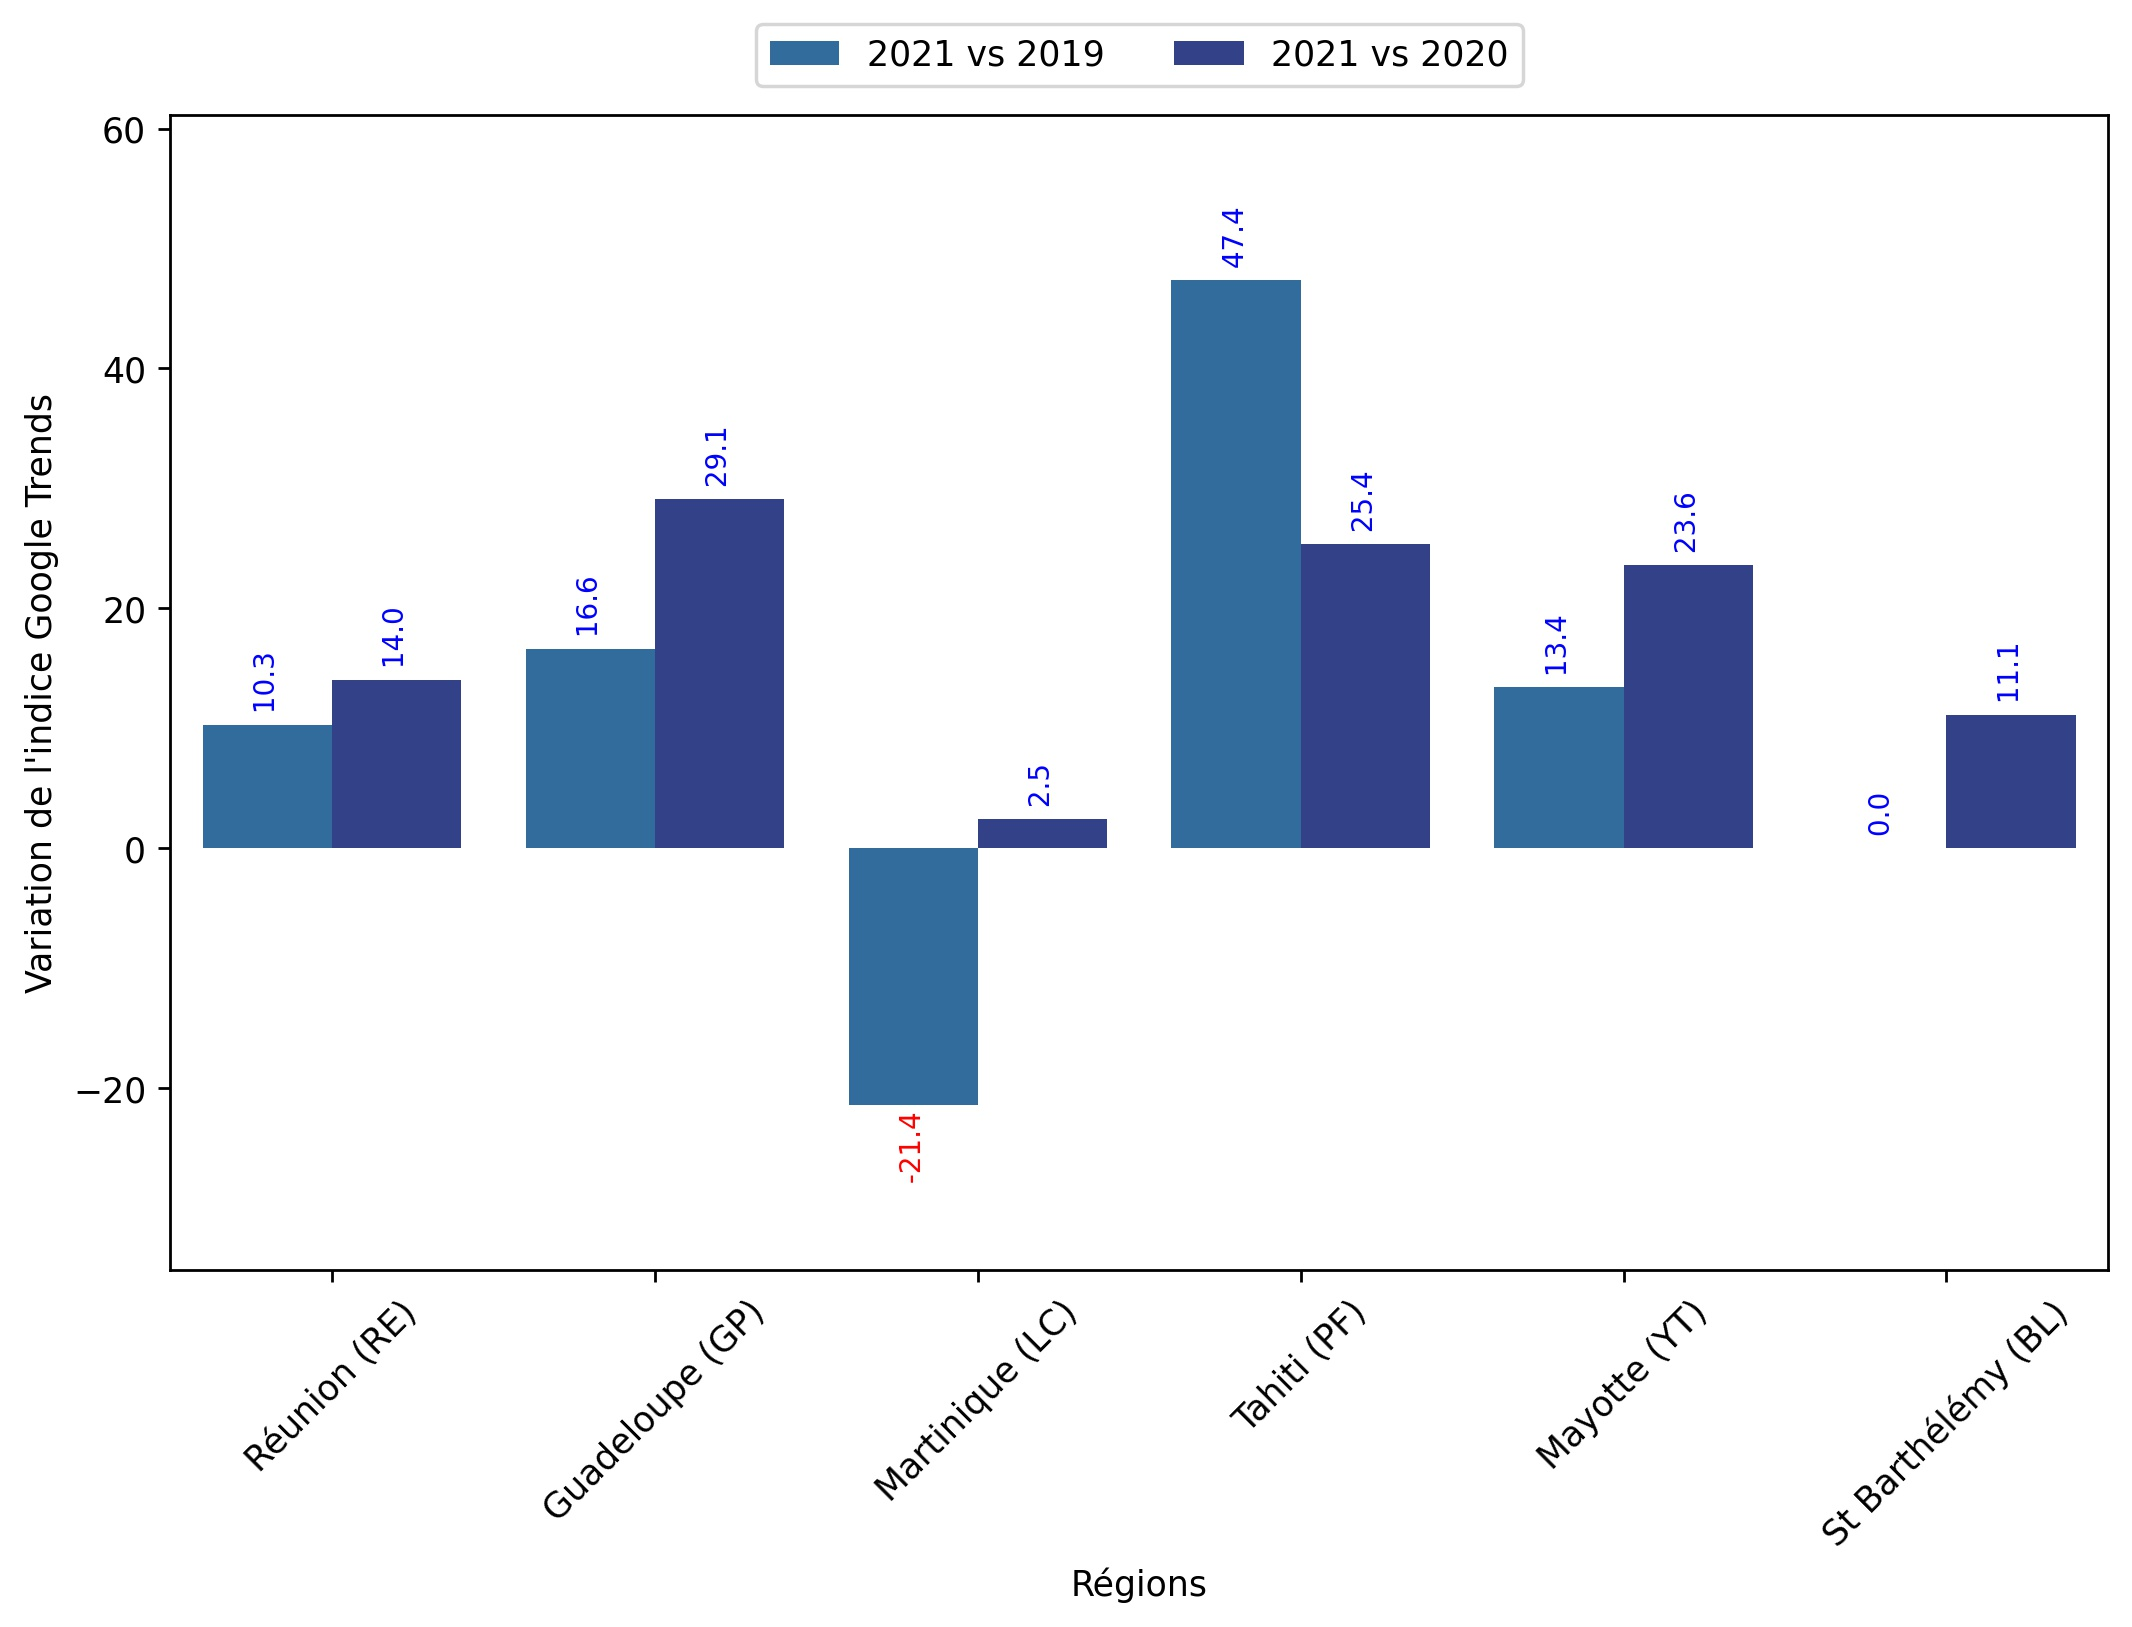 2021 vs 2019
2021 vs 2020
Variation de l'indice Google Trends
60
40
20
0
−20
10.3
14.0
16.6
29.1
-21.4
2.5
47.4
25.4
13.4
23.6
0.0
11.1
Réunion (RE)
Guadeloupe (GP)
Martinique (LC)
Tahiti (PF)
Mayotte (YT)
St Barthélémy (BL)
Régions